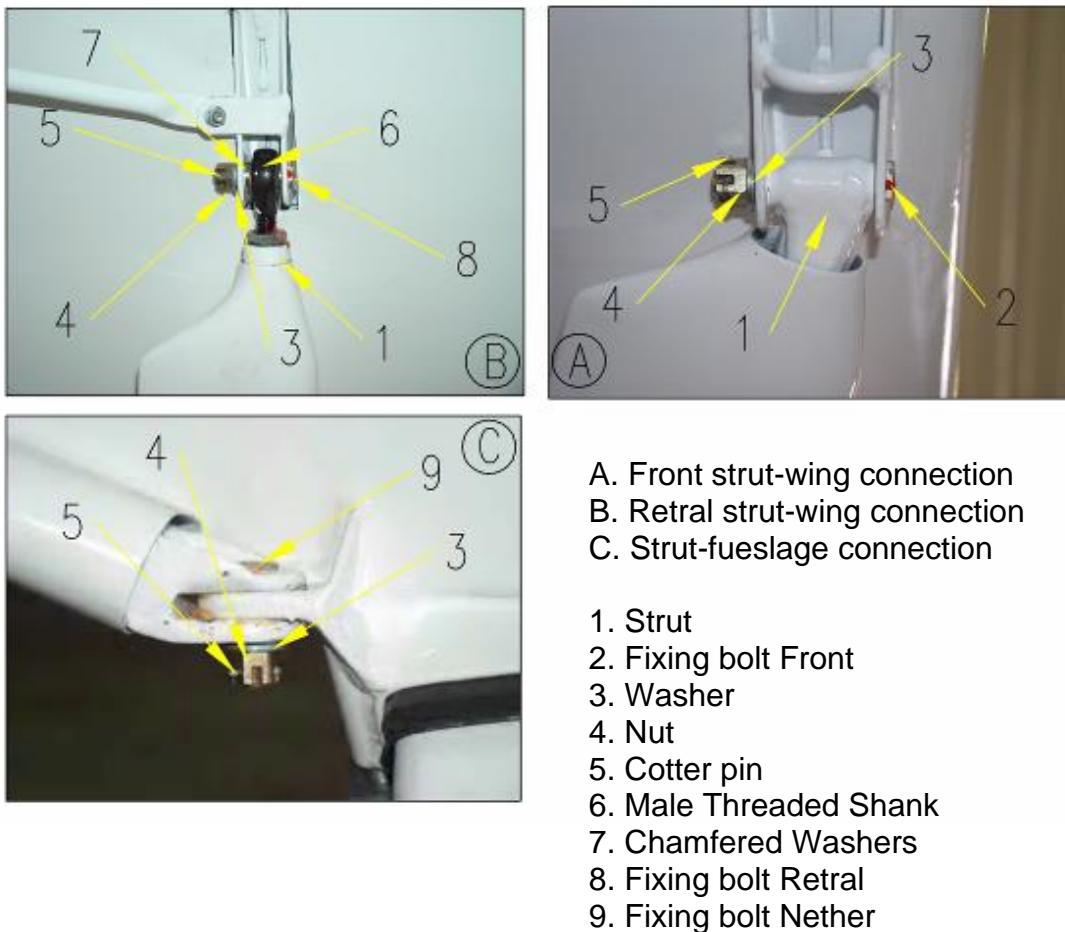 7
5
6
4
3
1
8
B
3
5
4
1
2
A
4
9
5
3
C
A. Front strut-wing connection
B. Retral strut-wing connection
C. Strut-fueslage connection
1. Strut
2. Fixing bolt Front
3. Washer
4. Nut
5. Cotter pin
6. Male Threaded Shank
7. Chamfered Washers
8. Fixing bolt Retral
9. Fixing bolt Nether